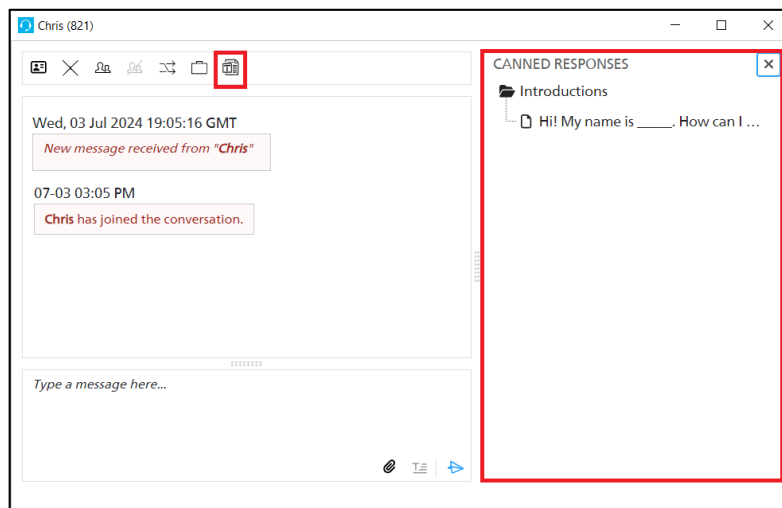 Chris (821)
CANNED RESPONSES
Introductions
Hi! My name is _____. How can I ...
Wed, 03 Jul 2024 19:05:16 GMT
New message received from "Chris"
07-03 03:05 PM
Chris has joined the conversation.
Type a message here...